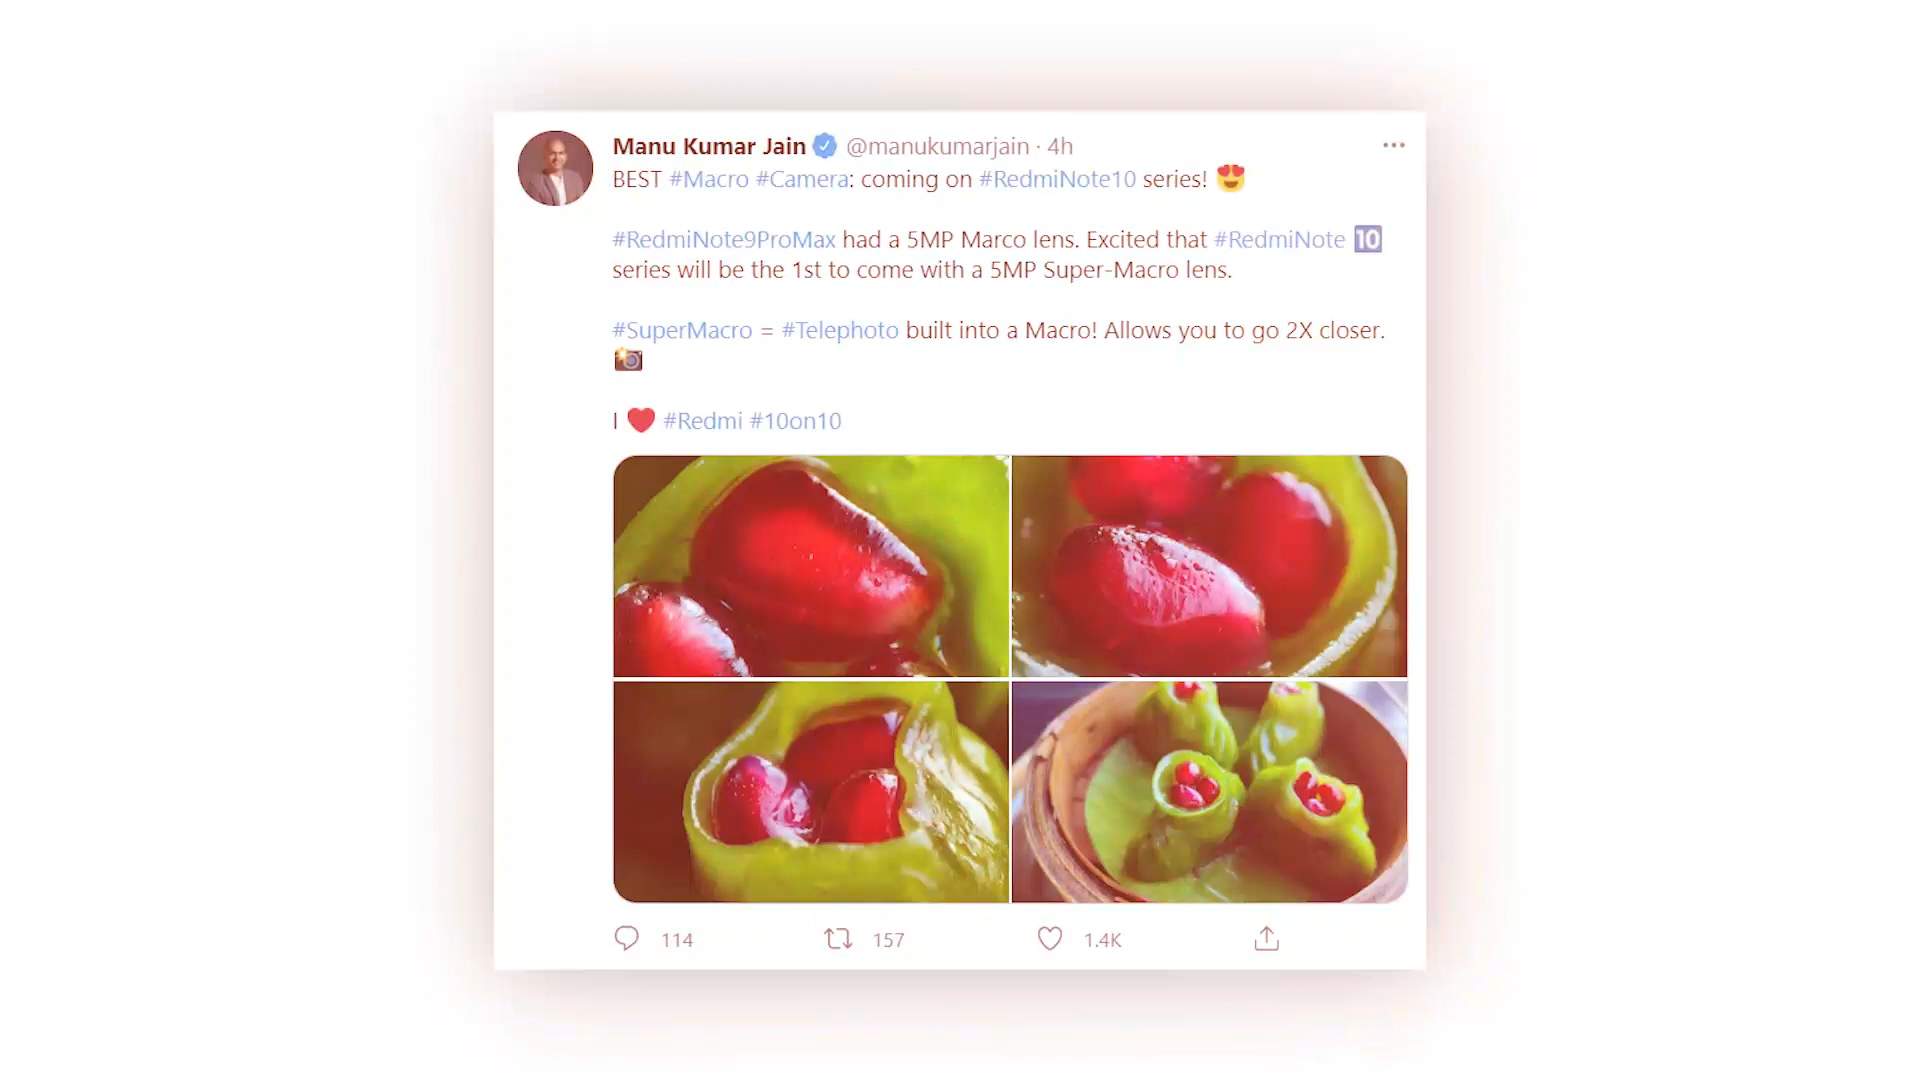 Manu Kumar Jain @manukumarjain · 4h
BEST #Macro #Camera: coming on #RedmiNote10 series! 😍
#RedmiNote9ProMax had a 5MP Marco lens. Excited that #RedmiNote 🔟
series will be the 1st to come with a 5MP Super-Macro lens.
#SuperMacro = #Telephoto built into a Macro! Allows you to go 2X closer.
📸
I ❤️ #Redmi #10on10
114 157 1.4K